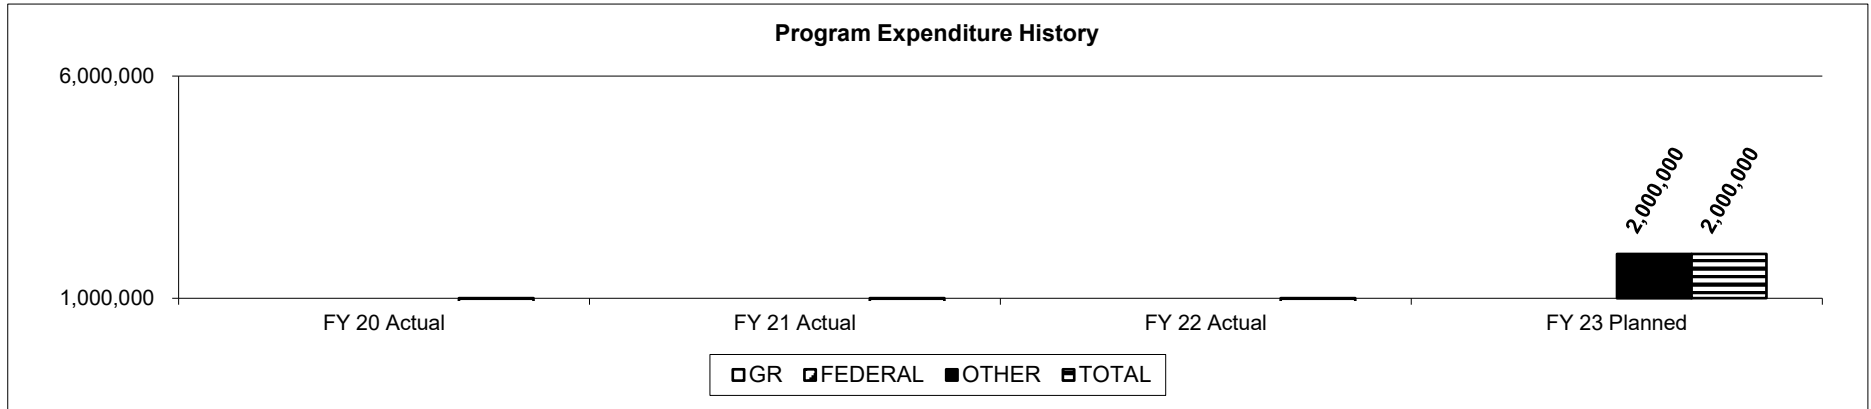 Program Expenditure History
6,000,000
2,000,000
2,000,000
1,000,000
FY 20 Actual
FY 21 Actual
FY 22 Actual
FY 23 Planned
GR
FEDERAL
OTHER
TOTAL